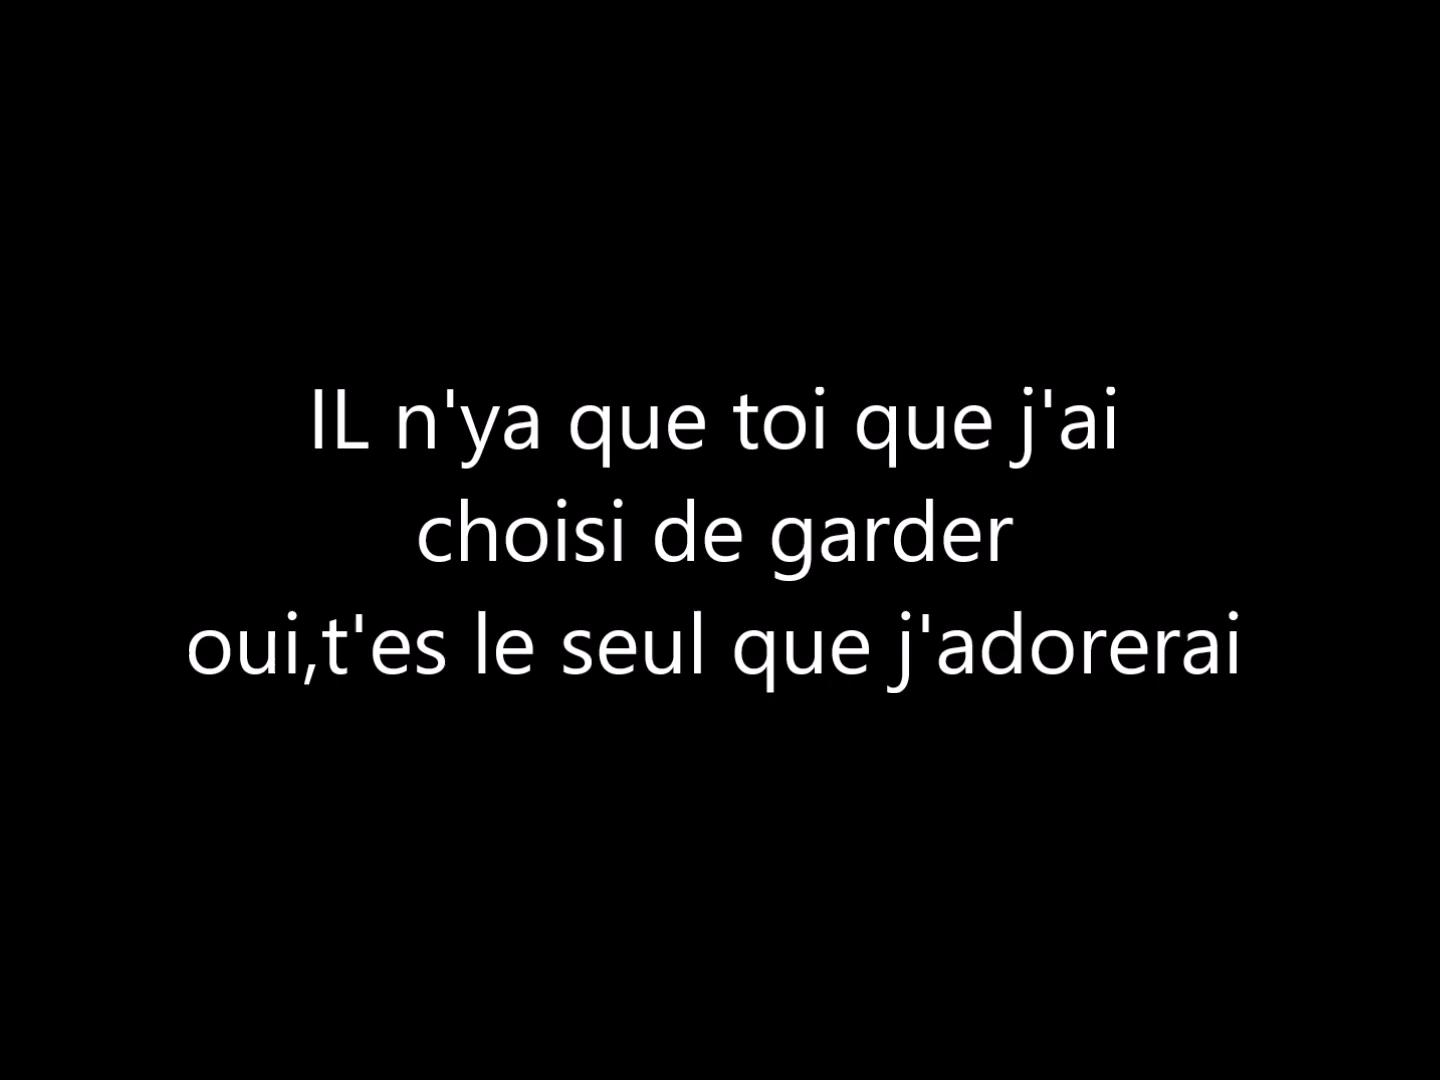 IL n'ya que toi que j'ai
choisi de garder
oui,t'es le seul que j'adorerai